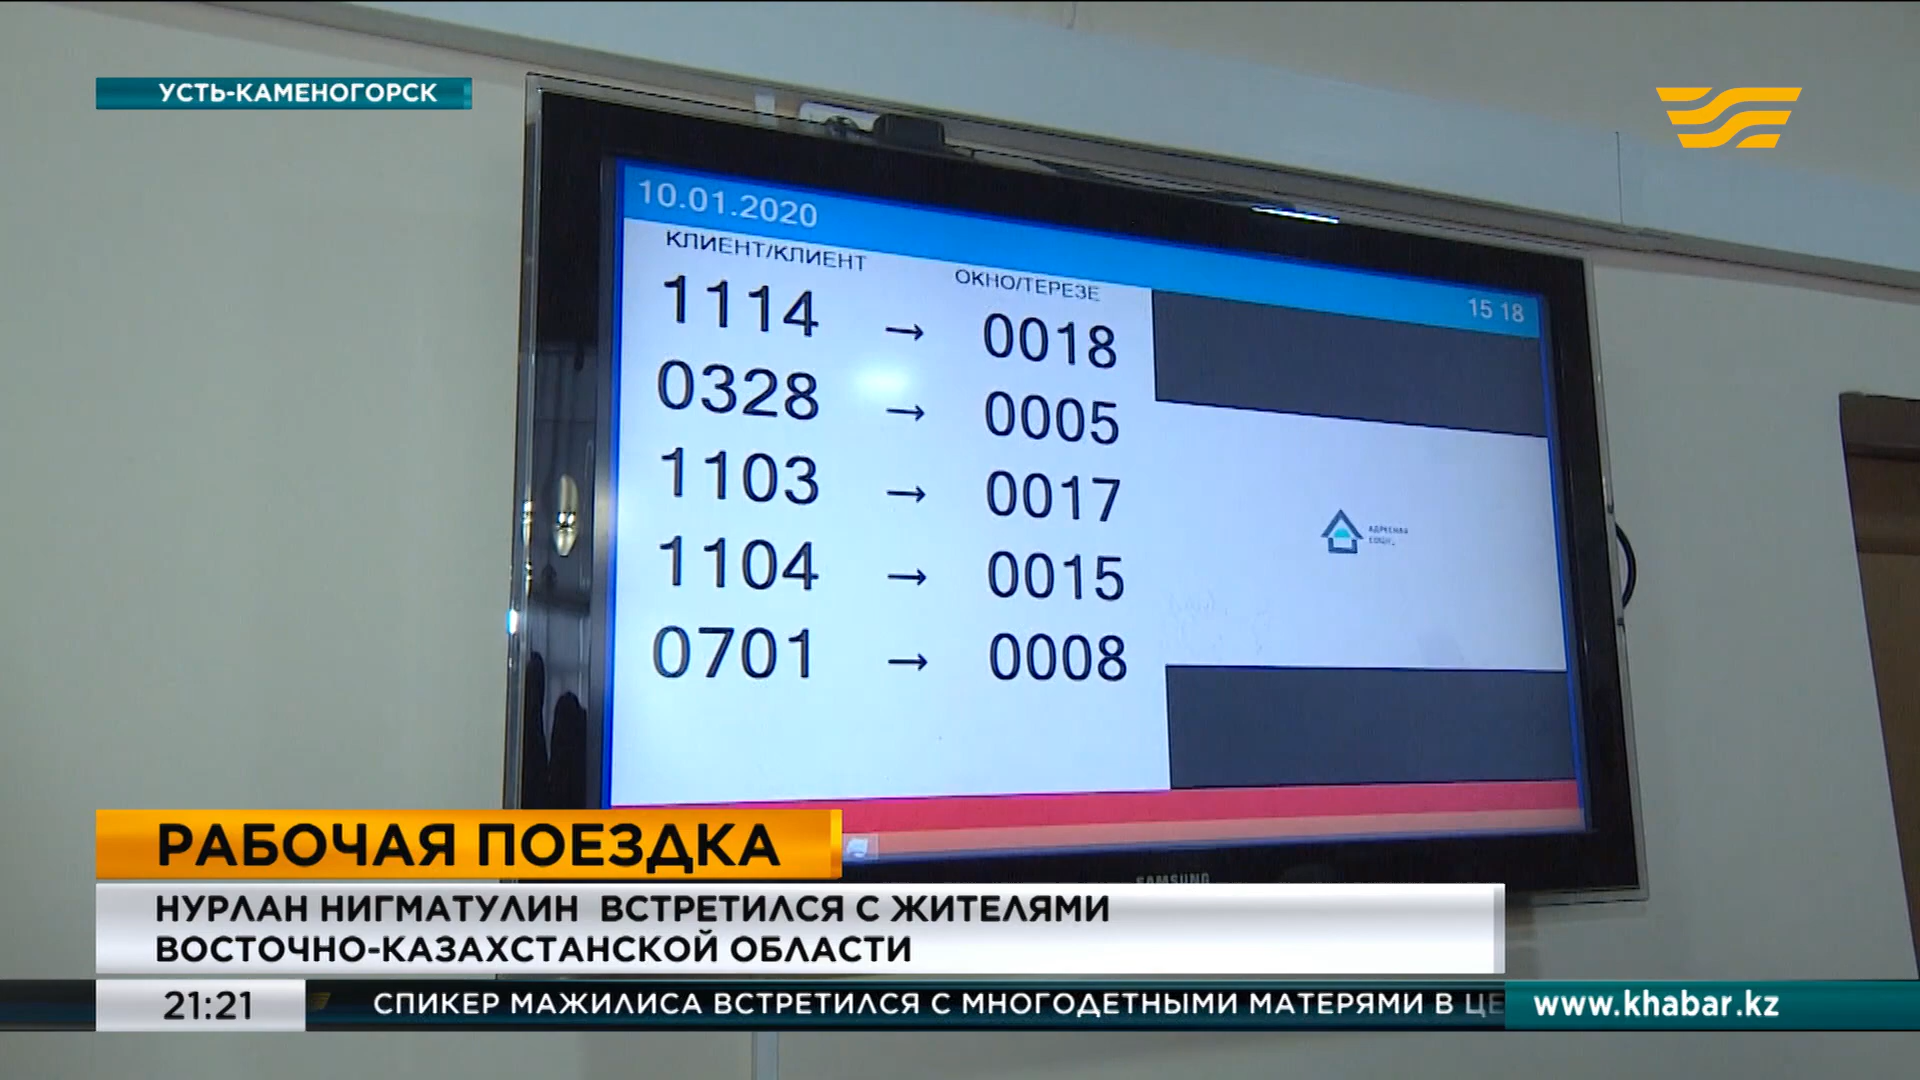 УСТЬ-КАМЕНОГОРСК
10.01.2020
15 18
КЛИЕНТ/КЛИЕНТ ОКНО/ТЕРЕЗЕ
1114 → 0018
0328 → 0005
1103 → 0017
1104 → 0015
0701 → 0008
SAMSUNG
РАБОЧАЯ ПОЕЗДКА
НУРЛАН НИГМАТУЛИН ВСТРЕТИЛСЯ С ЖИТЕЛЯМИ
ВОСТОЧНО-КАЗАХСТАНСКОЙ ОБЛАСТИ
21:21 СПИКЕР МАЖИЛИСА ВСТРЕТИЛСЯ С МНОГОДЕТНЫМИ МАТЕРЯМИ В ЦЕ www.khabar.kz